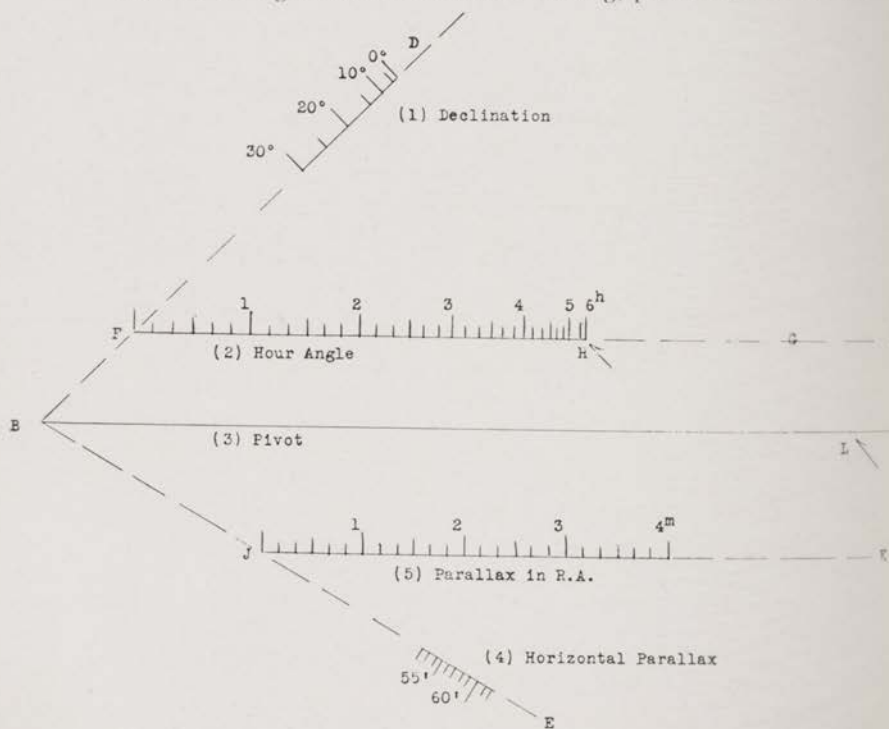 D
0°
10°
20°
(1) Declination
30°
1 2 3 4 5 6h
F G
(2) Hour Angle H
B
(3) Pivot L
1 2 3 4m
J
(5) Parallax in R.A.
(4) Horizontal Parallax
55'
60'
E